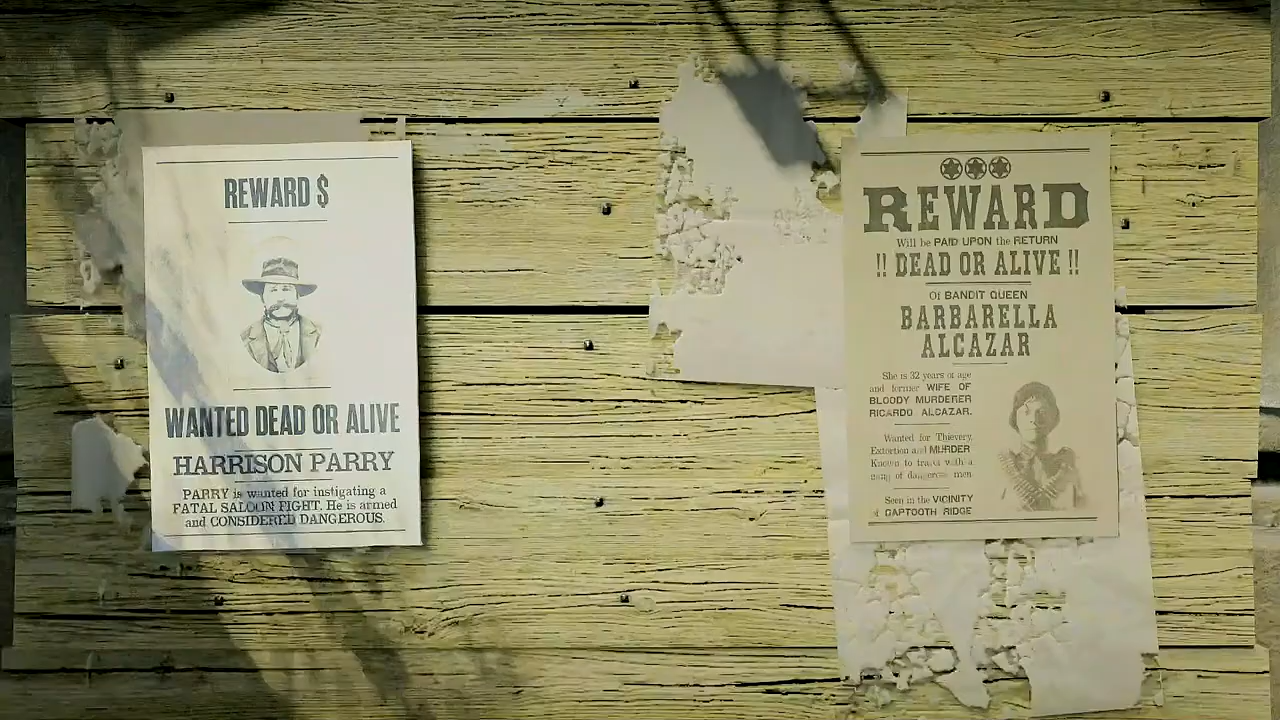 REWARD $
WANTED DEAD OR ALIVE
HARRISON PARRY
PARRY is wanted for instigating a
FATAL SALOON FIGHT. He is armed
and CONSIDERED DANGEROUS.
REWARD
Will be PAID UPON the RETURN
!! DEAD OR ALIVE !!
Of BANDIT QUEEN
BARBARELLA
ALCAZAR
She is 32 years of age
and former WIFE OF
BLOODY MURDERER
RICARDO ALCAZAR.
Wanted for Thievery,
Extortion and MURDER
Known to travel with a
gang of dangerous men
Seen in the VICINITY
of GAPTOOTH RIDGE